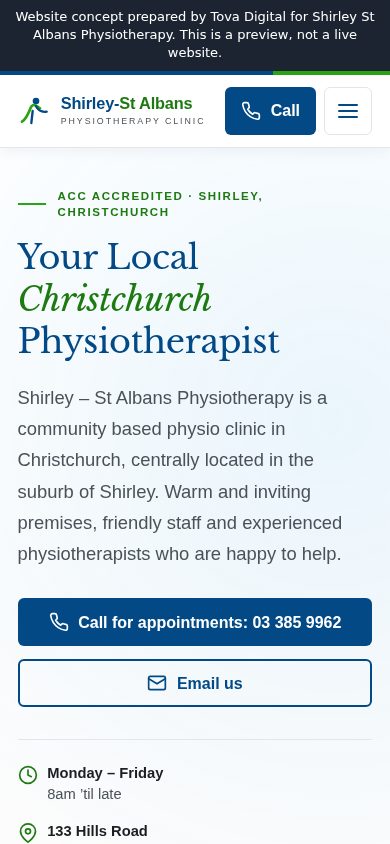 Website concept prepared by Tova Digital for Shirley St
Albans Physiotherapy. This is a preview, not a live
website.
Shirley-St Albans
PHYSIOTHERAPY CLINIC
Call
ACC ACCREDITED · SHIRLEY,
CHRISTCHURCH
Your Local
Christchurch
Physiotherapist
Shirley – St Albans Physiotherapy is a
community based physio clinic in
Christchurch, centrally located in the
suburb of Shirley. Warm and inviting
premises, friendly staff and experienced
physiotherapists who are happy to help.
Call for appointments: 03 385 9962
Email us
Monday – Friday
8am ’til late
133 Hills Road